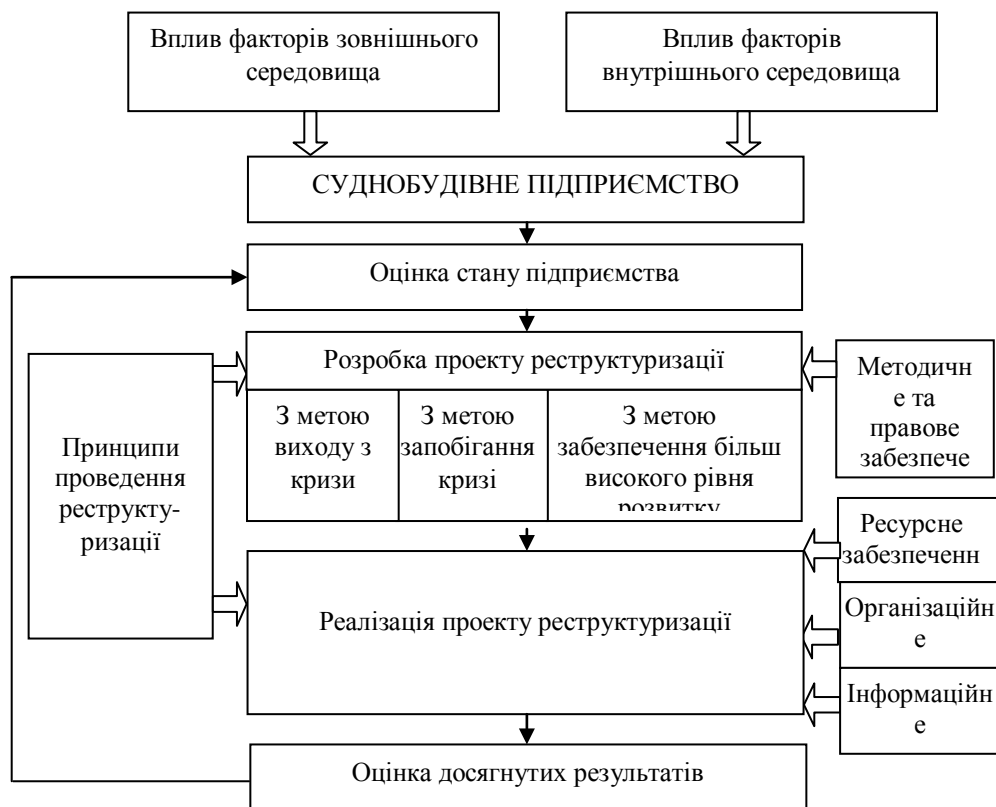 Вплив факторів зовнішнього
середовища
Вплив факторів
внутрішнього середовища
СУДНОБУДІВНЕ ПІДПРИЄМСТВО
Оцінка стану підприємства
Розробка проекту реструктуризації
З метою
виходу з
кризи
З метою
запобігання
кризі
З метою
забезпечення більш
високого рівня
розвитку
Принципи
проведення
реструкту-
ризації
Методичн
е та
правове
забезпече
Ресурсне
забезпеченн
Організаційн
е
Інформаційн
е
Реалізація проекту реструктуризації
Оцінка досягнутих результатів